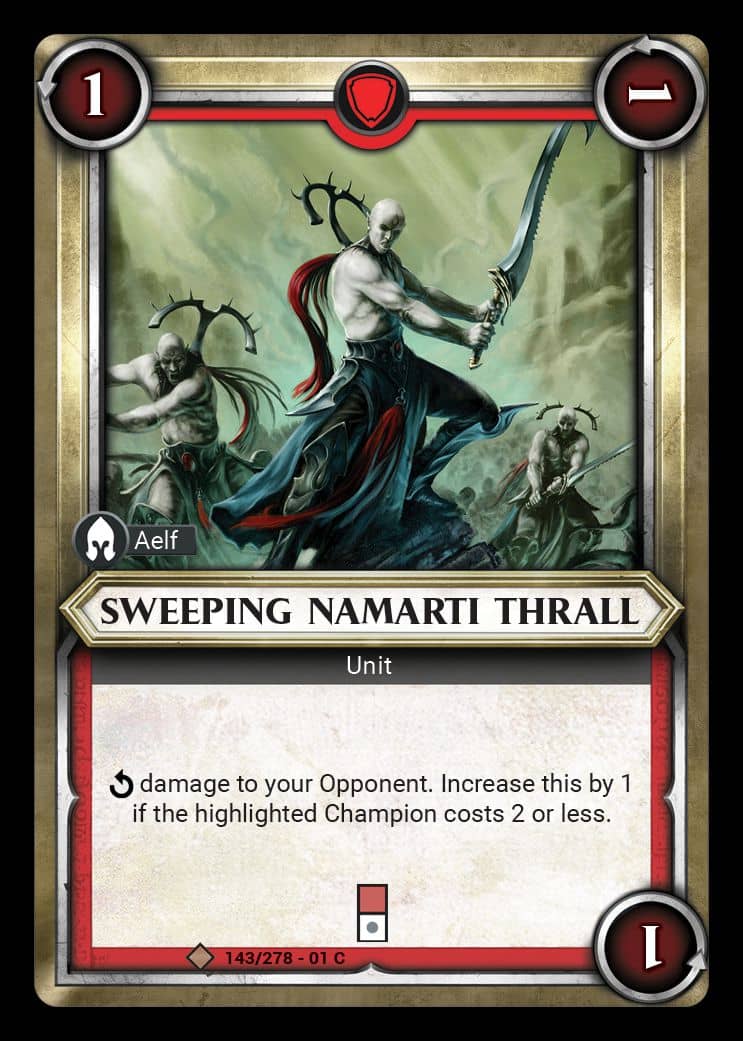 1
1
Aelf
SWEEPING NAMARTI THRALL
Unit
damage to your Opponent. Increase this by 1
if the highlighted Champion costs 2 or less.
1
143/278 - 01 C